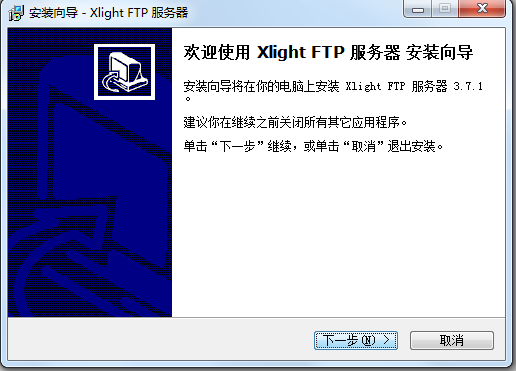 安装向导 - Xlight FTP 服务器
欢迎使用 Xlight FTP 服务器 安装向导
安装向导将在你的电脑上安装 Xlight FTP 服务器 3.7.1
。
建议你在继续之前关闭所有其它应用程序。
单击“下一步”继续，或单击“取消”退出安装。
下一步(N) >
取消